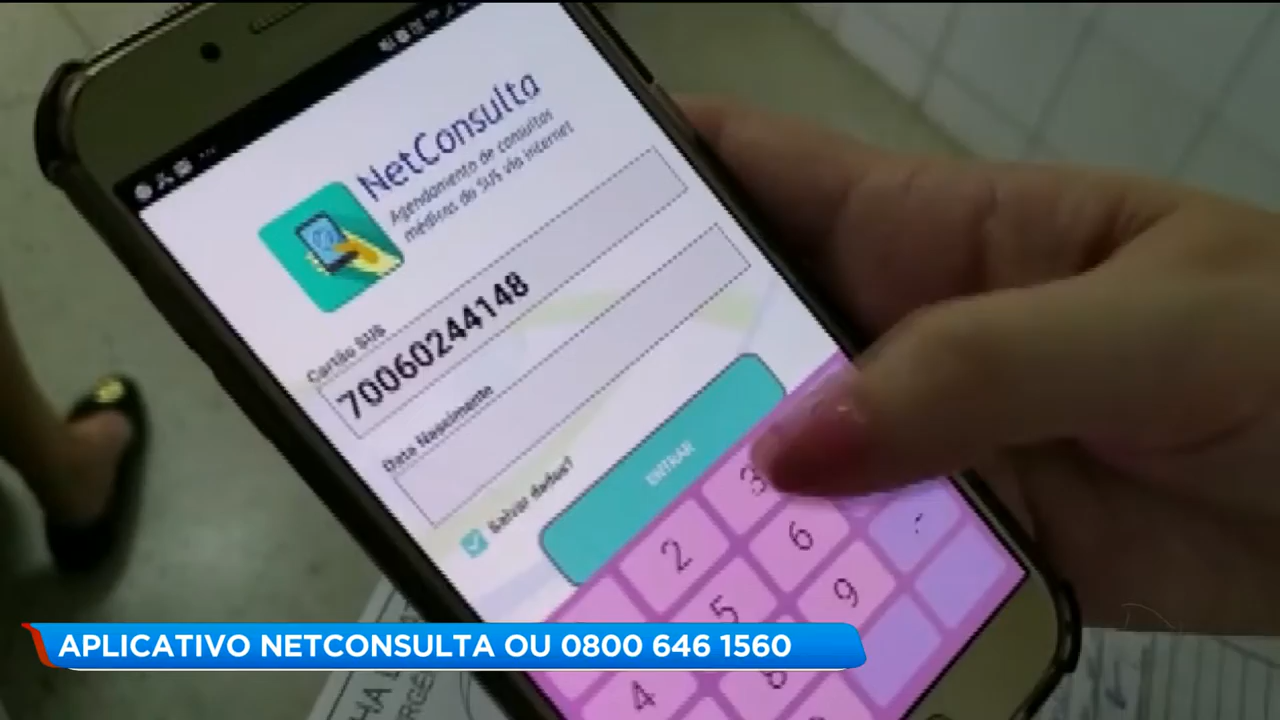 NetConsulta
Agendamento de consultas
médicas do SUS via internet
Cartão SUS
70060244148
Data Nascimento
Salvar dados?
ENTRAR
3
2
6
5
9
4
8
APLICATIVO NETCONSULTA OU 0800 646 1560